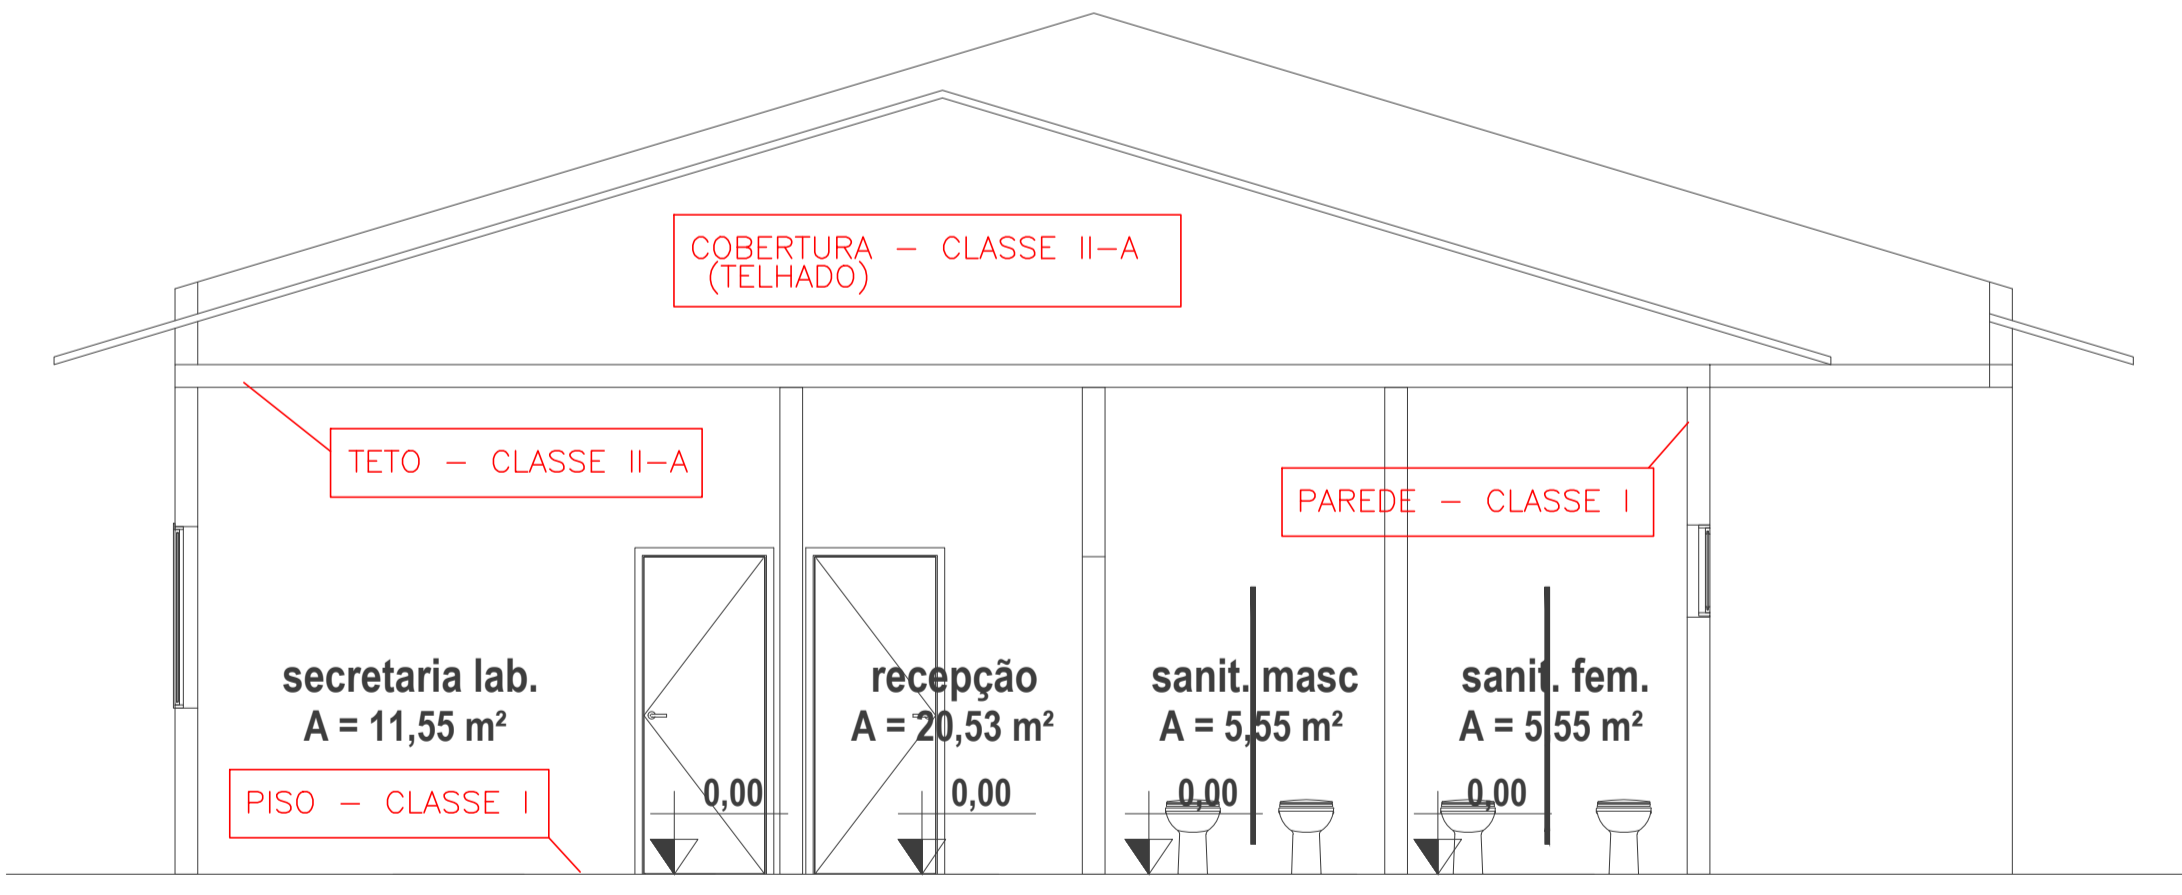 COBERTURA - CLASSE II-A
(TELHADO)
TETO - CLASSE II-A
PAREDE - CLASSE I
secretaria lab.
A = 11,55 m²
recepção
A = 20,53 m²
sanit. masc
A = 5,55 m²
sanit. fem.
A = 5,55 m²
PISO - CLASSE I
0,00
0,00
0,00
0,00